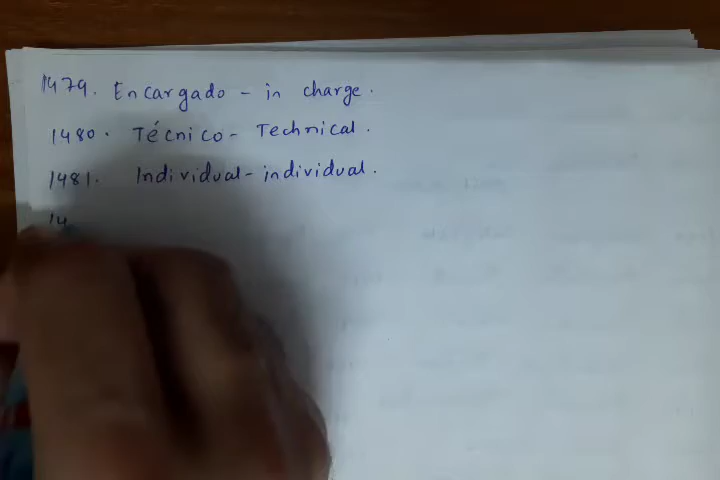 1479. Encargado - in charge.
1480. Técnico - Technical.
1481. Individual - individual.
14